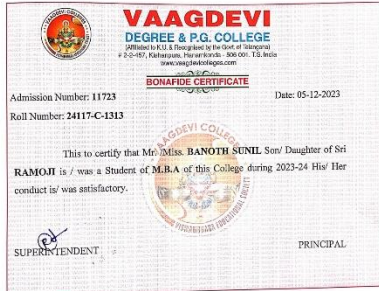 VAAGDEVI
DEGREE & P.G. COLLEGE
(Affiliated to K.U. & Recognised by the Govt. of Telangana)
# 2-2-457, Kishanpura, Hanamkonda - 506 001. T.S. India
www.vaagdevicolleges.com
BONAFIDE CERTIFICATE
Admission Number: 11723
Date: 05-12-2023
Roll Number: 24117-C-1313
This to certify that Mr. /Miss. BANOTH SUNIL Son/ Daughter of Sri
RAMOJI is / was a Student of M.B.A of this College during 2023-24 His/ Her
conduct is/ was satisfactory.
SUPERINTENDENT
PRINCIPAL